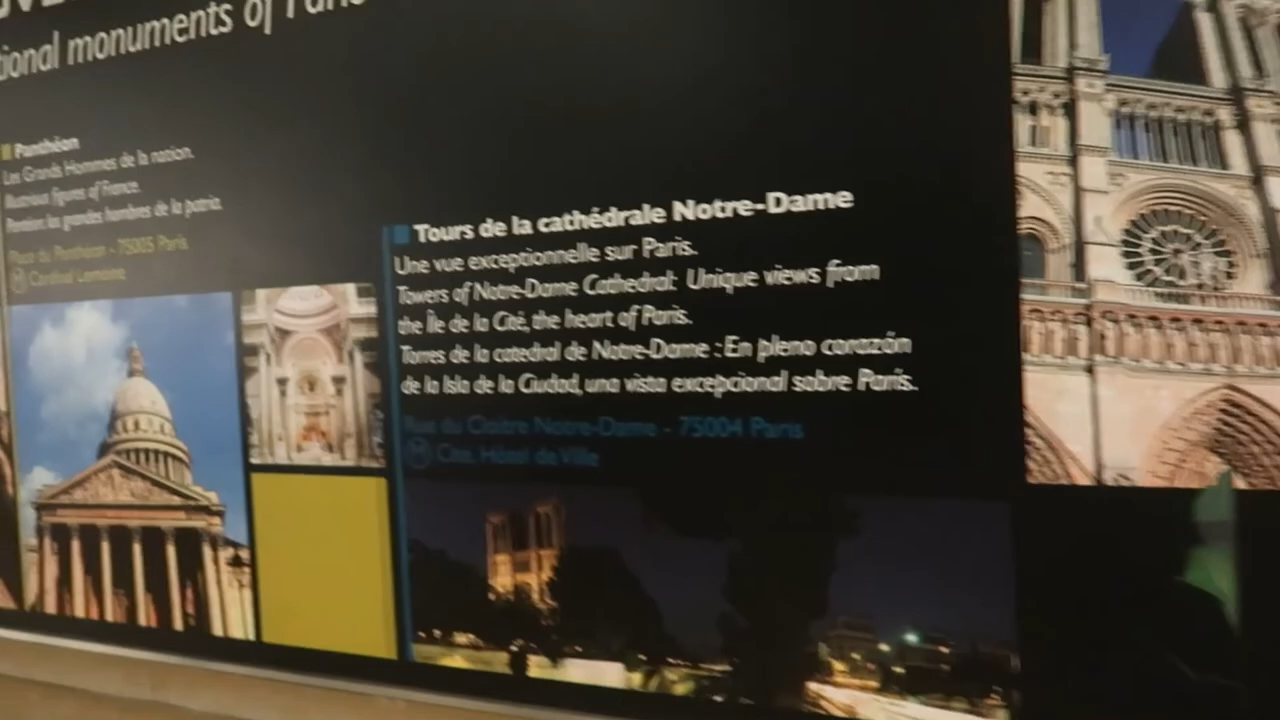 tional monuments of Paris
Panthéon
Les Grands Hommes de la nation.
Illustrious figures of France.
Panteón: los grandes hombres de la patria.
Place du Panthéon - 75005 Paris
M Cardinal Lemoine
Tours de la cathédrale Notre-Dame
Une vue exceptionnelle sur Paris.
Towers of Notre-Dame Cathedral: Unique views from
the Île de la Cité, the heart of Paris.
Torres de la catedral de Notre-Dame : En pleno corazón
de la Isla de la Ciudad, una vista excepcional sobre París.
Rue du Cloître Notre-Dame - 75004 Paris
M Cité, Hôtel de Ville